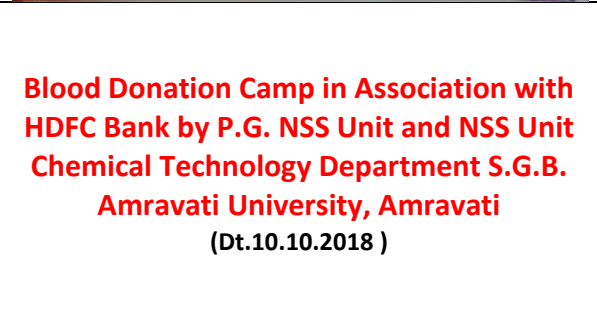 Blood Donation Camp in Association with
HDFC Bank by P.G. NSS Unit and NSS Unit
Chemical Technology Department S.G.B.
Amravati University, Amravati
(Dt.10.10.2018 )